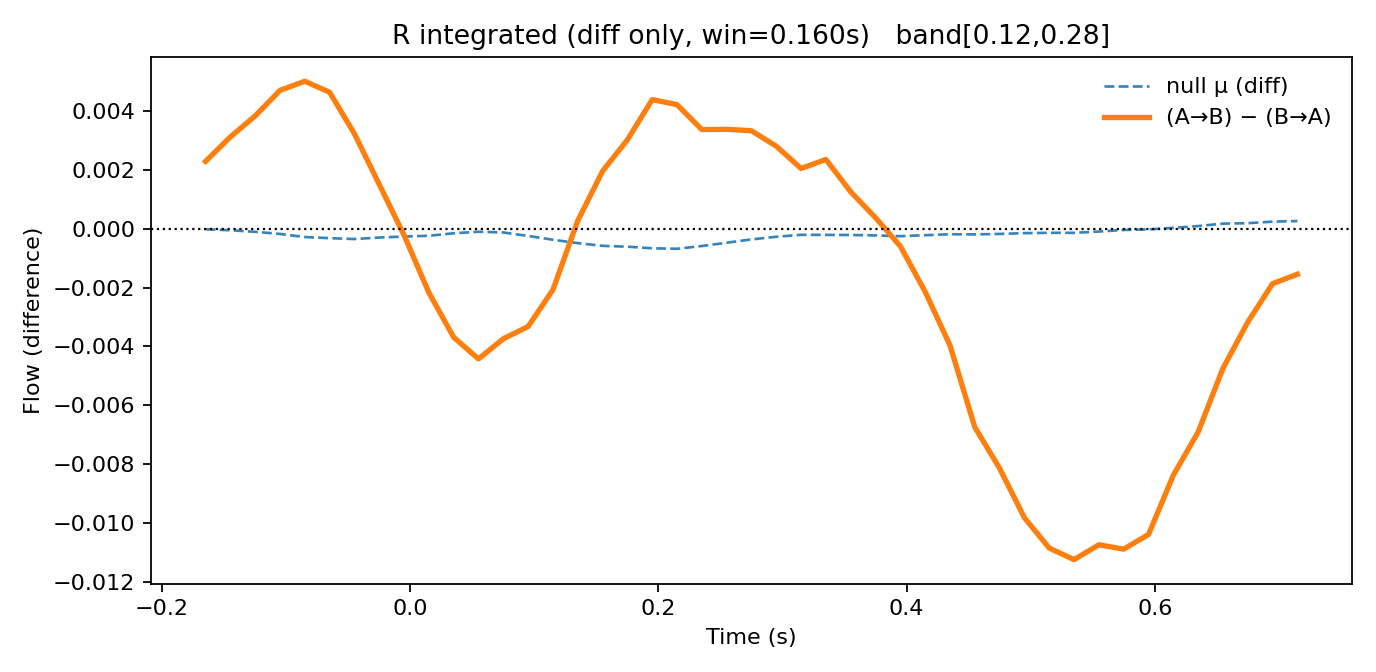 R integrated (diff only, win=0.160s)   band[0.12,0.28]
null μ (diff)
(A→B) − (B→A)
Flow (difference)
0.004
0.002
0.000
−0.002
−0.004
−0.006
−0.008
−0.010
−0.012
−0.2 0.0 0.2 0.4 0.6
Time (s)